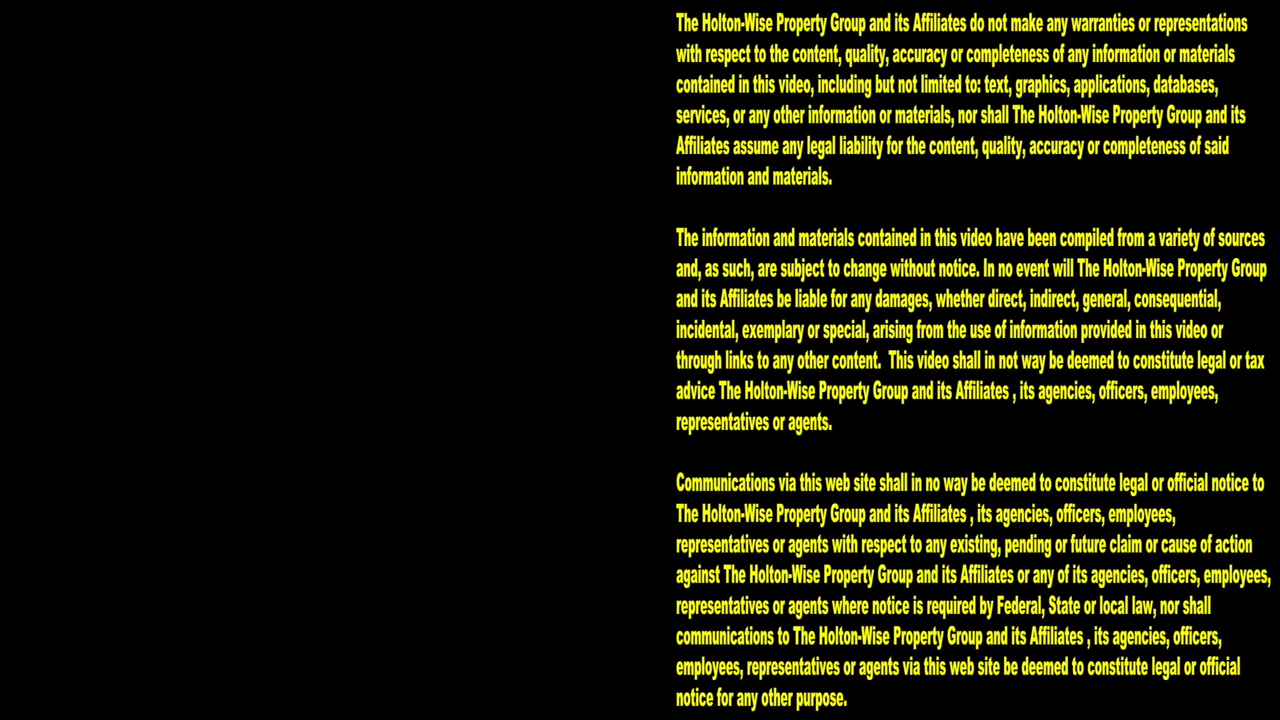 The Holton-Wise Property Group and its Affiliates do not make any warranties or representations
with respect to the content, quality, accuracy or completeness of any information or materials
contained in this video, including but not limited to: text, graphics, applications, databases,
services, or any other information or materials, nor shall The Holton-Wise Property Group and its
Affiliates assume any legal liability for the content, quality, accuracy or completeness of said
information and materials.
The information and materials contained in this video have been compiled from a variety of sources
and, as such, are subject to change without notice. In no event will The Holton-Wise Property Group
and its Affiliates be liable for any damages, whether direct, indirect, general, consequential,
incidental, exemplary or special, arising from the use of information provided in this video or
through links to any other content.  This video shall in not way be deemed to constitute legal or tax
advice The Holton-Wise Property Group and its Affiliates , its agencies, officers, employees,
representatives or agents.
Communications via this web site shall in no way be deemed to constitute legal or official notice to
The Holton-Wise Property Group and its Affiliates , its agencies, officers, employees,
representatives or agents with respect to any existing, pending or future claim or cause of action
against The Holton-Wise Property Group and its Affiliates or any of its agencies, officers, employees,
representatives or agents where notice is required by Federal, State or local law, nor shall
communications to The Holton-Wise Property Group and its Affiliates , its agencies, officers,
employees, representatives or agents via this web site be deemed to constitute legal or official
notice for any other purpose.